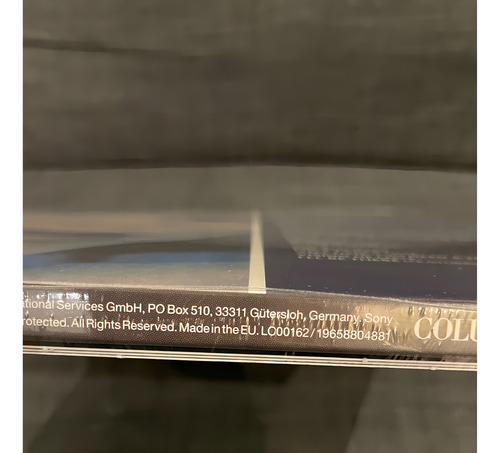 ational Services GmbH, PO Box 510, 33311 Gütersloh, Germany. Sony
rotected. All Rights Reserved. Made in the EU. LC00162 / 19658804881
COLU